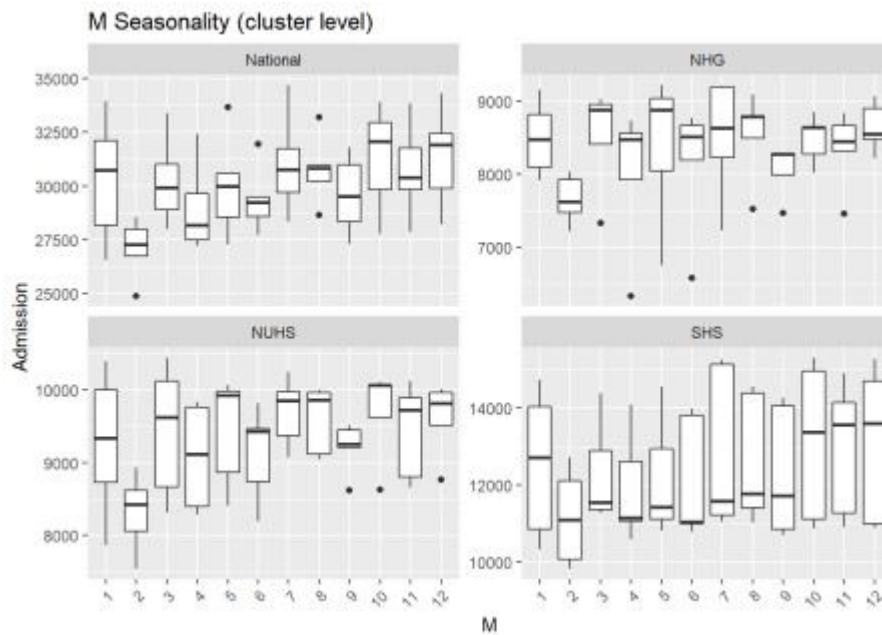 M Seasonality (cluster level)
National
NHG
35000
32500
30000
27500
25000
9000
8000
7000
NUHS
SHS
10000
9000
8000
14000
12000
10000
1 2 3 4 5 6 7 8 9 10 11 12
1 2 3 4 5 6 7 8 9 10 11 12
Admission
M